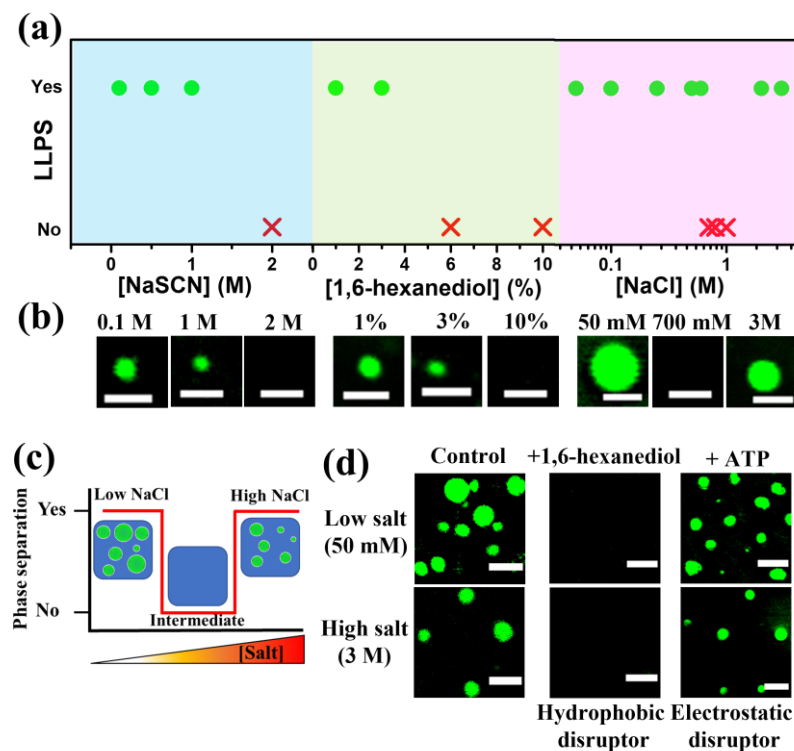 (a)
Yes
LLPS
No
0 1 2 0 2 4 6 8 10 0.1 1
[NaSCN] (M) [1,6-hexanediol] (%) [NaCl] (M)
(b)
0.1 M 1 M 2 M 1% 3% 10% 50 mM 700 mM 3M
(c)
Phase separation
Yes
No
Low NaCl High NaCl
Intermediate
[Salt]
(d)
Control +1,6-hexanediol + ATP
Low salt
(50 mM)
High salt
(3 M)
Hydrophobic Electrostatic
disruptor disruptor